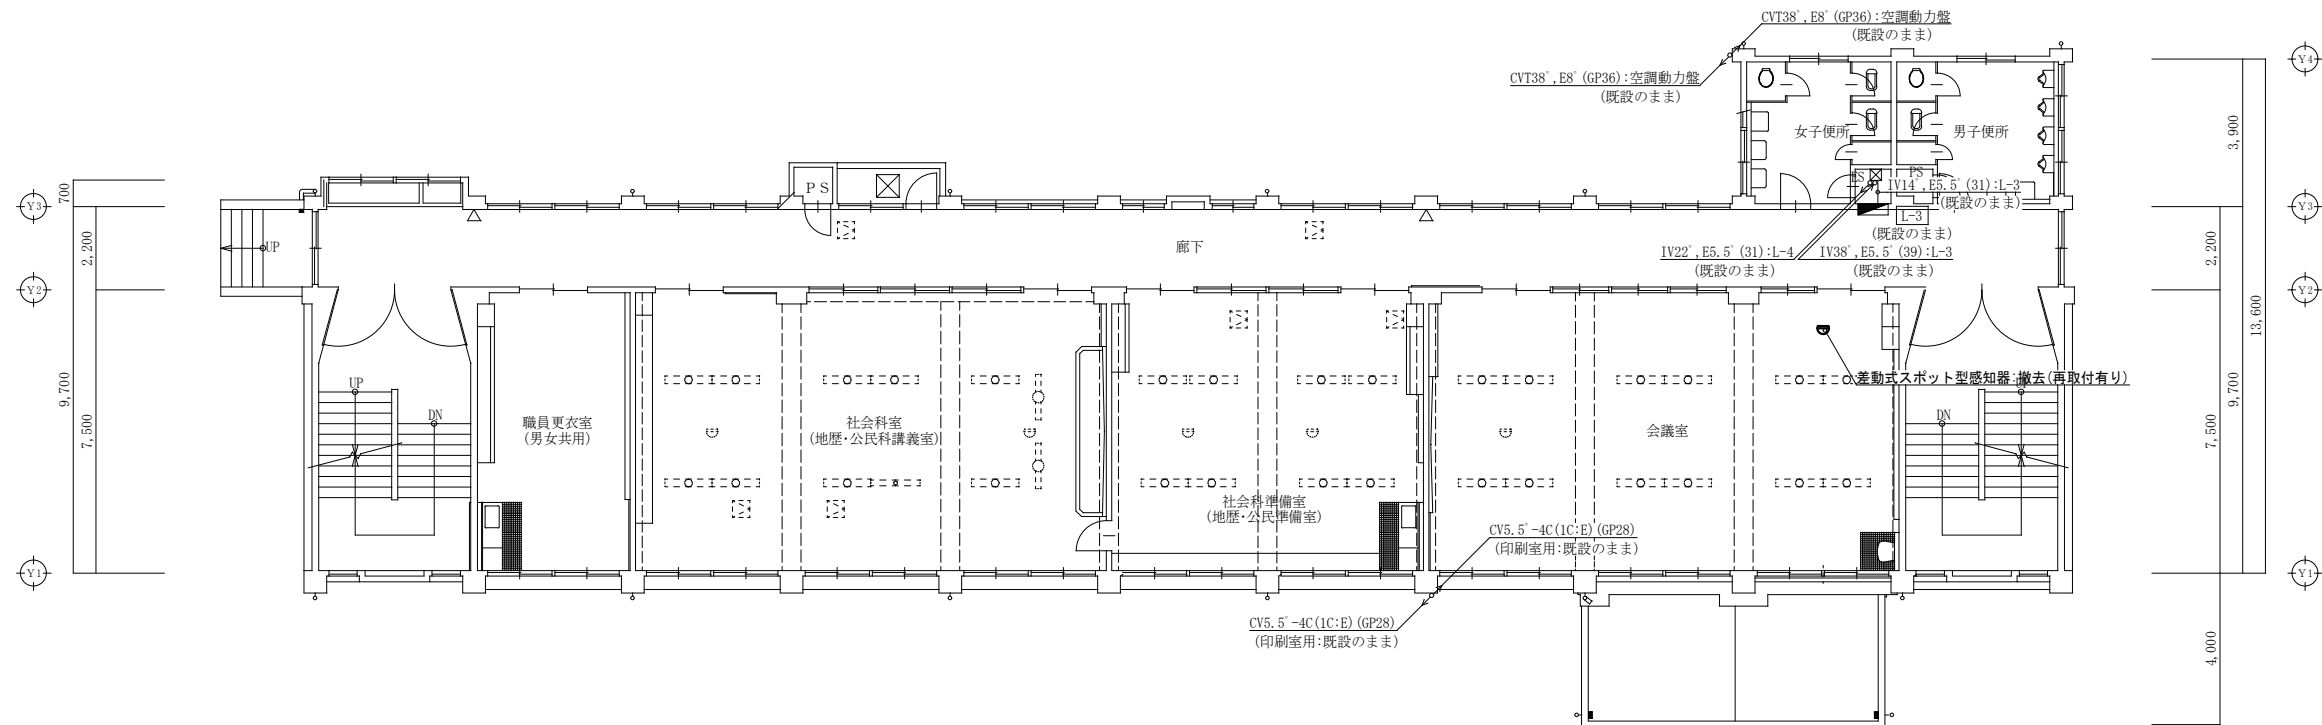 CVT38°,E8°(GP36):空調動力盤
(既設のまま)
CVT38°,E8°(GP36):空調動力盤
(既設のまま)
Y4
Y4
女子便所
男子便所
3,900
700
PS
ES
PS
IV14°,E5.5°(31):L-3
(既設のまま)
Y3
Y3
L-3
(既設のまま)
UP
廊下
2,200
2,200
IV22°,E5.5°(31):L-4
(既設のまま)
IV38°,E5.5°(39):L-3
(既設のまま)
Y2
Y2
13,600
差動式スポット型感知器:撤去(再取付有り)
UP
DN
DN
9,700
7,500
9,700
7,500
職員更衣室
(男女共用)
社会科室
(地歴・公民科講義室)
会議室
社会科準備室
(地歴・公民準備室)
CV5.5°-4C(1C:E)(GP28)
(印刷室用:既設のまま)
Y1
Y1
CV5.5°-4C(1C:E)(GP28)
(印刷室用:既設のまま)
4,000